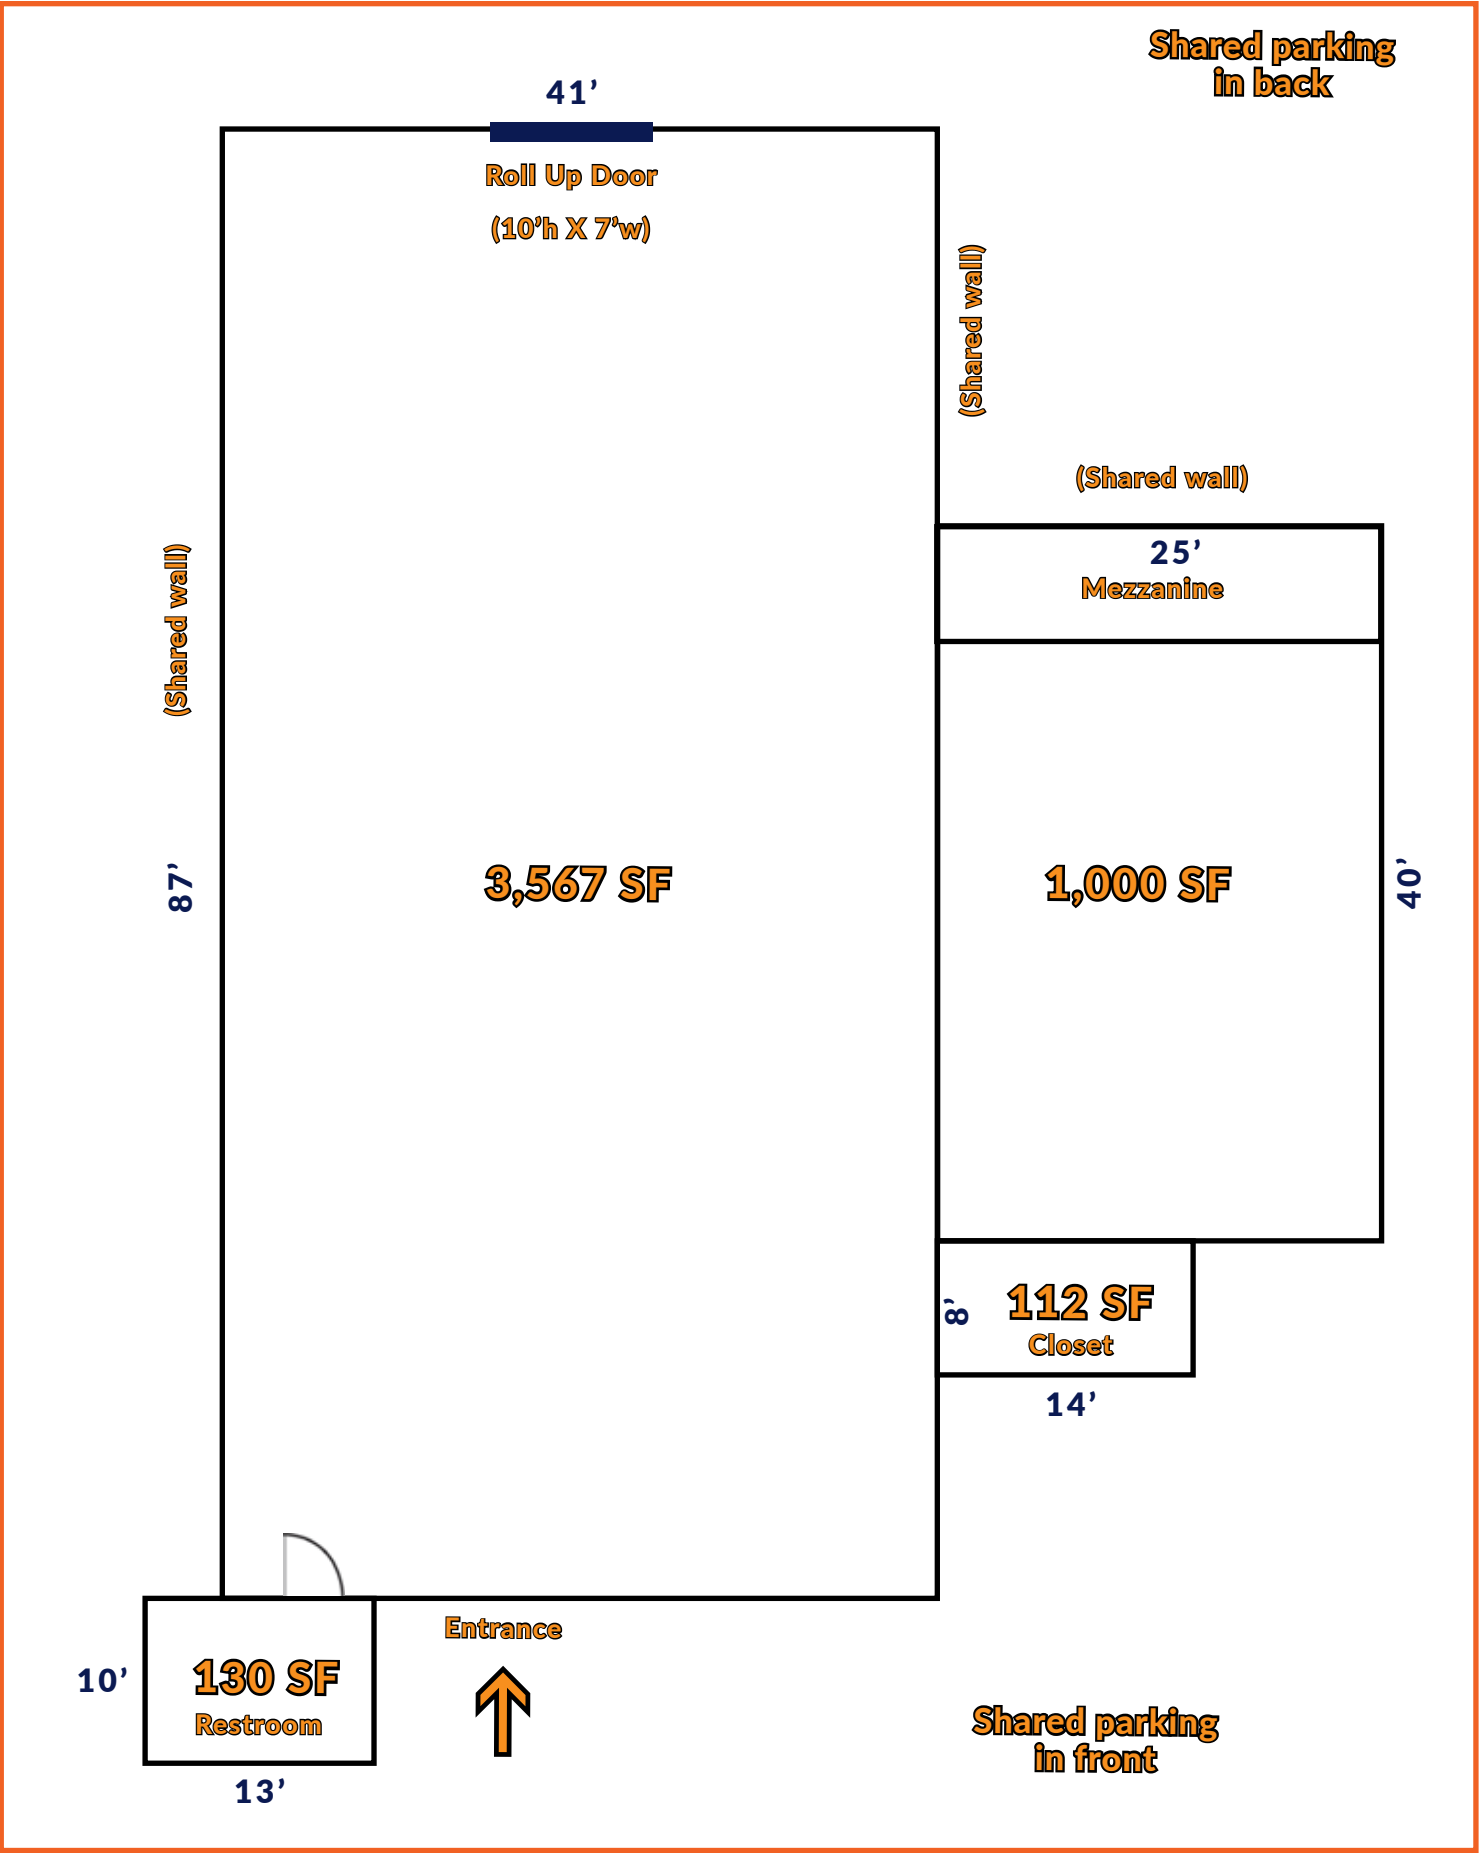 Shared parking
in back
41’
Roll Up Door
(10’h X 7’w)
(Shared wall)
(Shared wall)
25’
Mezzanine
(Shared wall)
87’
3,567 SF
1,000 SF
40’
8’
112 SF
Closet
14’
Entrance
10’
130 SF
Restroom
13’
Shared parking
in front